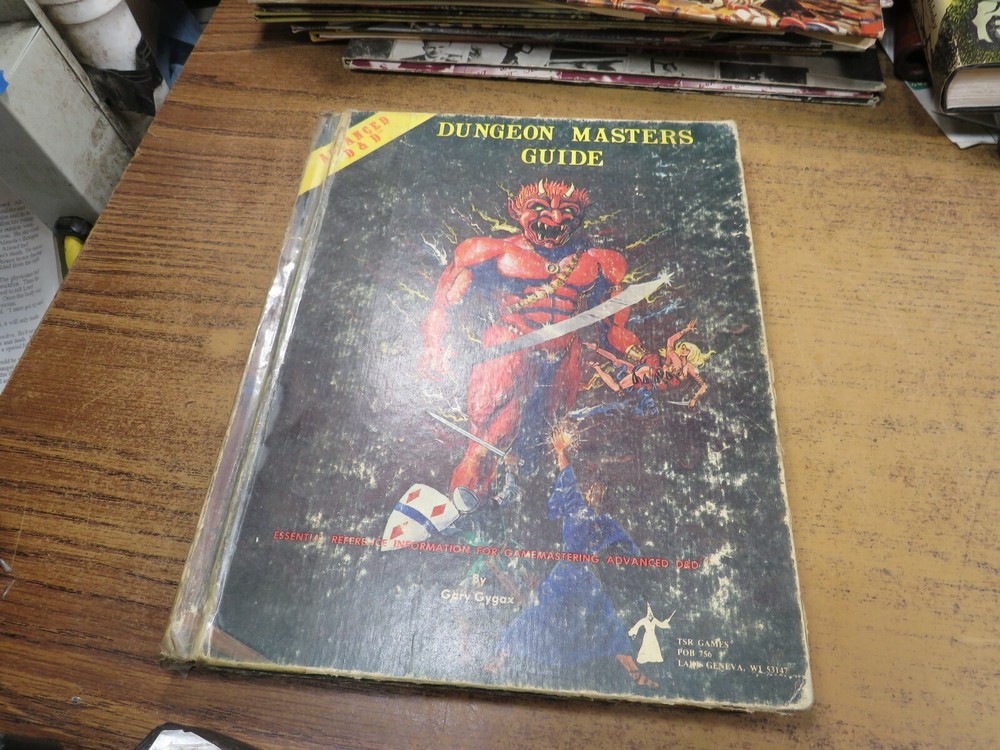 ADVANCED
D & D
DUNGEON MASTERS
GUIDE
ESSENTIAL REFERENCE INFORMATION FOR GAMEMASTERING ADVANCED D&D
By
Gary Gygax
TSR GAMES
POB 756
LAKE GENEVA, WI 53147